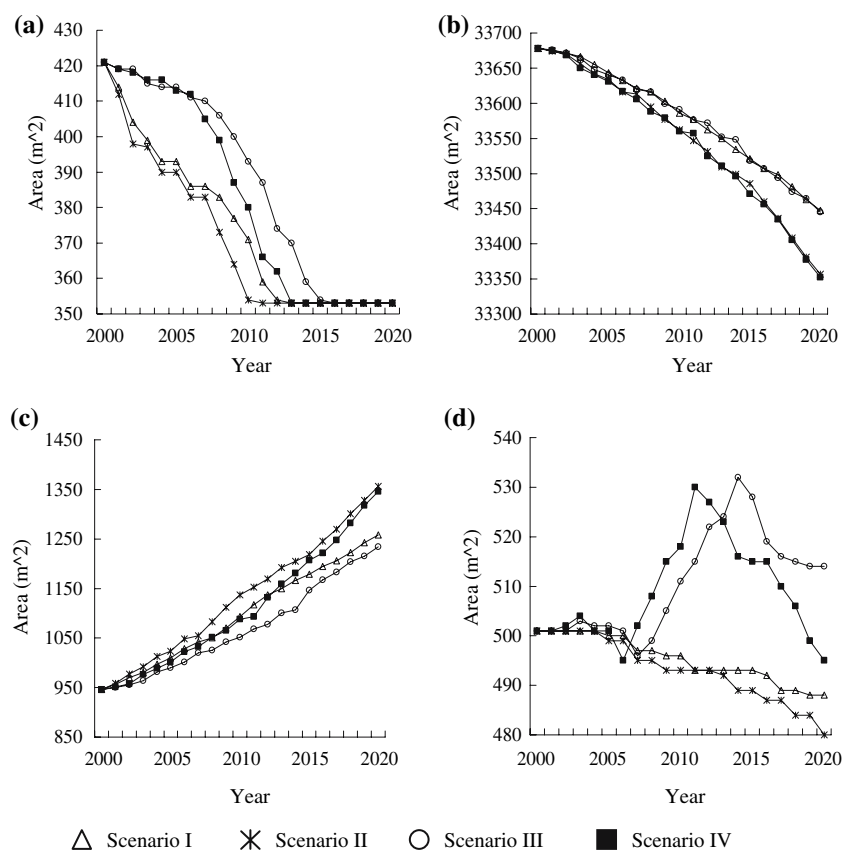 (a)
430
420
410
400
390
380
370
360
350
Area (m^2)
2000 2005 2010 2015 2020
Year
(b)
33700
33650
33600
33550
33500
33450
33400
33350
33300
Area (m^2)
2000 2005 2010 2015 2020
Year
(c)
1450
1350
1250
1150
1050
950
850
Area (m^2)
2000 2005 2010 2015 2020
Year
(d)
540
530
520
510
500
490
480
Area (m^2)
2000 2005 2010 2015 2020
Year
Scenario I Scenario II Scenario III Scenario IV